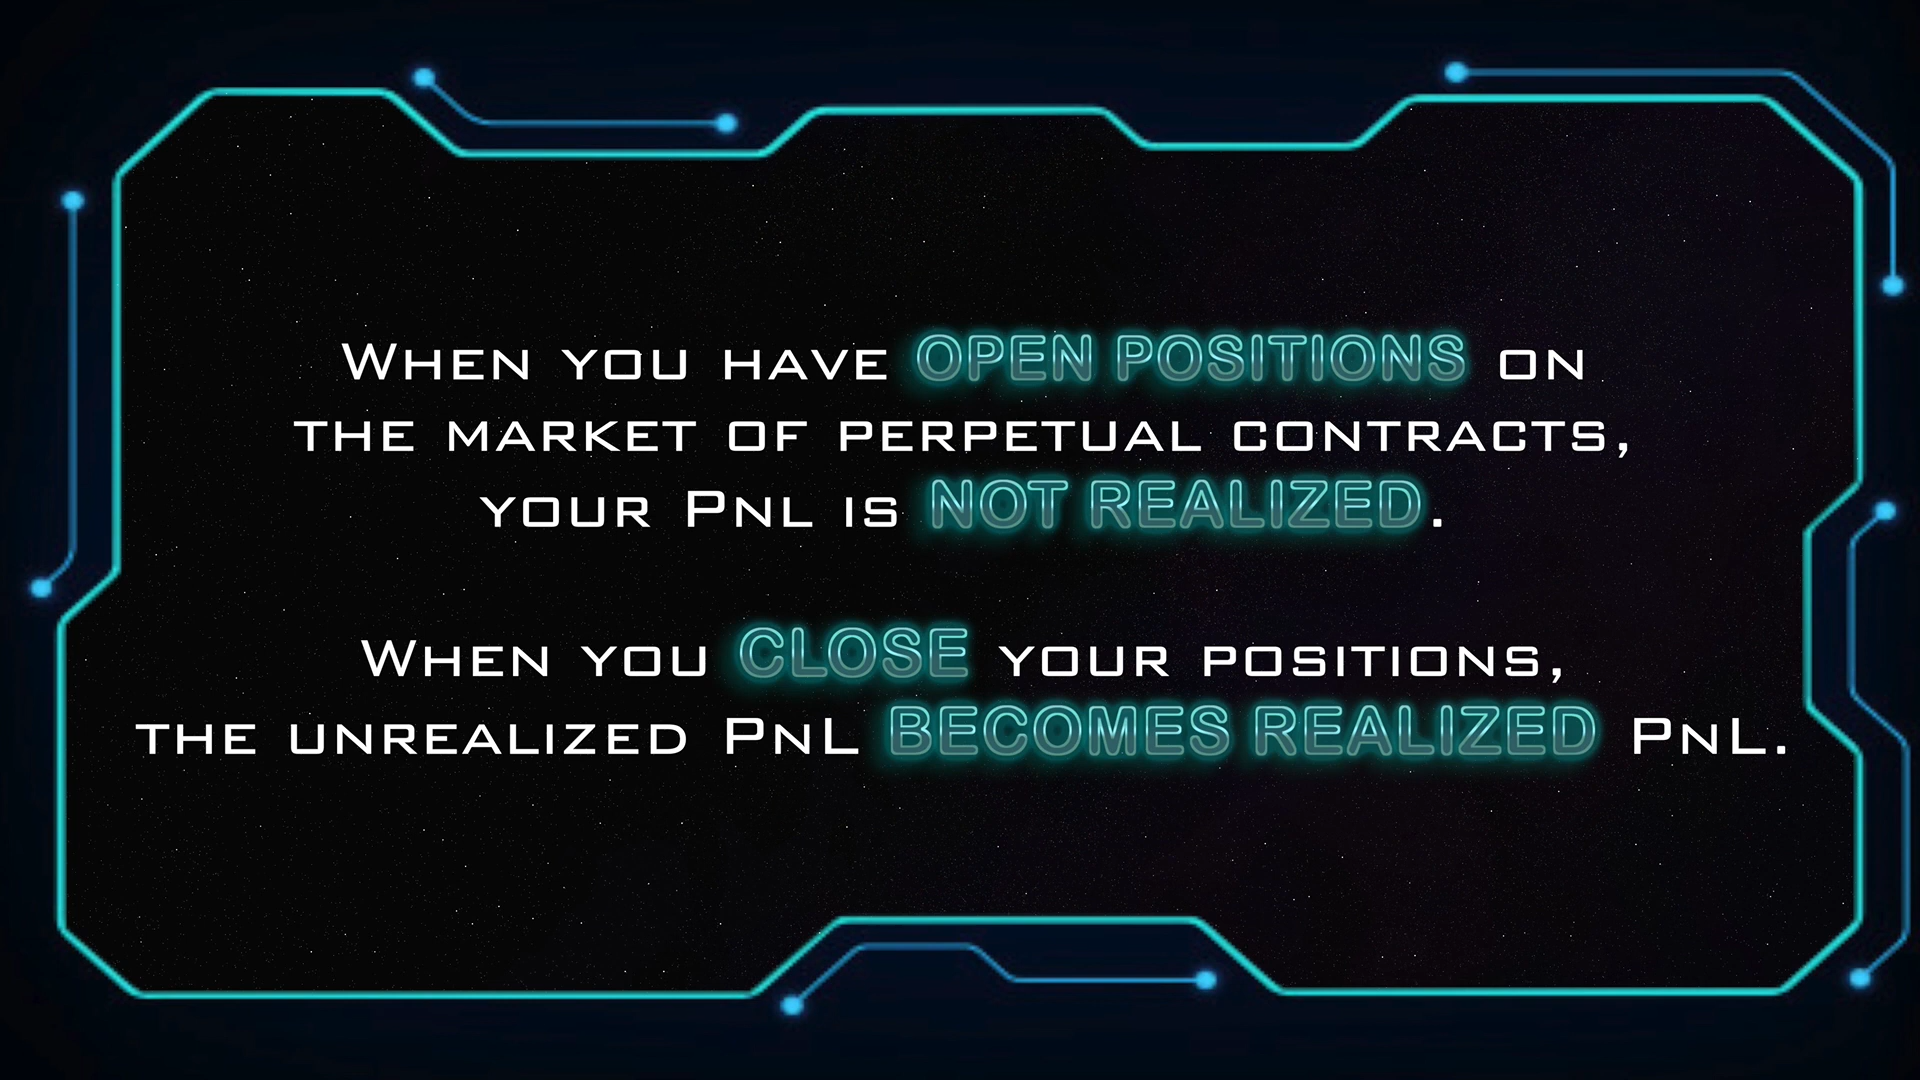 When you have OPEN POSITIONS on
the market of perpetual contracts,
your PnL is NOT REALIZED.
When you CLOSE your positions,
the unrealized PnL BECOMES REALIZED PnL.